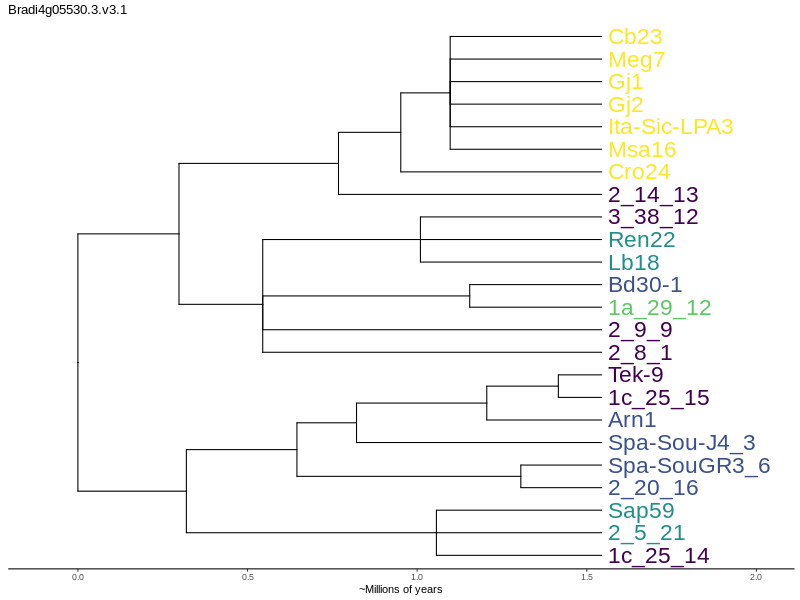 Bradi4g05530.3.v3.1
Cb23
Meg7
Gj1
Gj2
Ita-Sic-LPA3
Msa16
Cro24
2_14_13
3_38_12
Ren22
Lb18
Bd30-1
1a_29_12
2_9_9
2_8_1
Tek-9
1c_25_15
Arn1
Spa-Sou-J4_3
Spa-SouGR3_6
2_20_16
Sap59
2_5_21
1c_25_14
0.0 0.5 1.0 1.5 2.0
~Millions of years